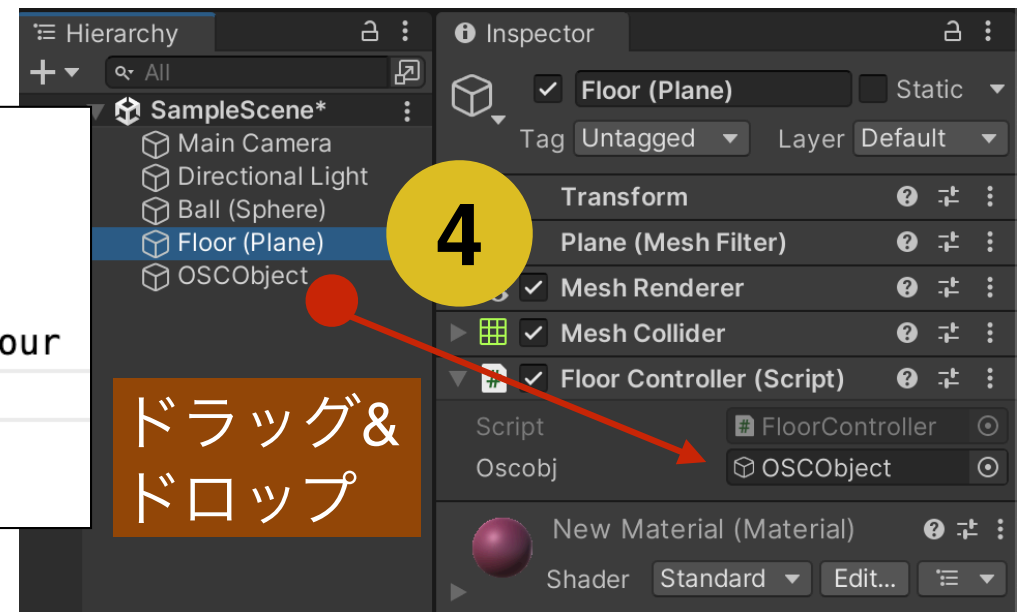 Hierarchy
All
SampleScene*
Main Camera
Directional Light
Ball (Sphere)
Floor (Plane)
OSCObject
our
ドラッグ&
ドロップ
4
Inspector
Floor (Plane)
Static
Tag Untagged Layer Default
Transform
Plane (Mesh Filter)
Mesh Renderer
Mesh Collider
# Floor Controller (Script)
Script # FloorController
Oscobj OSCObject
New Material (Material)
Shader Standard Edit...